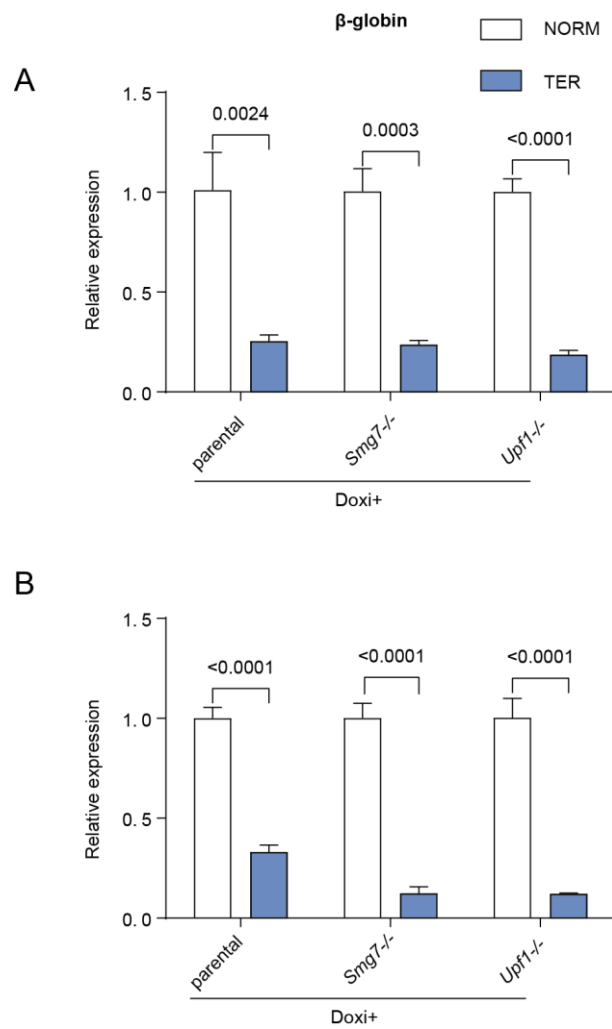 β-globin
NORM
TER
A
1.5
1.0
0.5
0.0
Relative expression
0.0024
0.0003
<0.0001
parental
Smg7-/-
Upf1-/-
Doxi+
B
1.5
1.0
0.5
0.0
Relative expression
<0.0001
<0.0001
<0.0001
parental
Smg7-/-
Upf1-/-
Doxi+